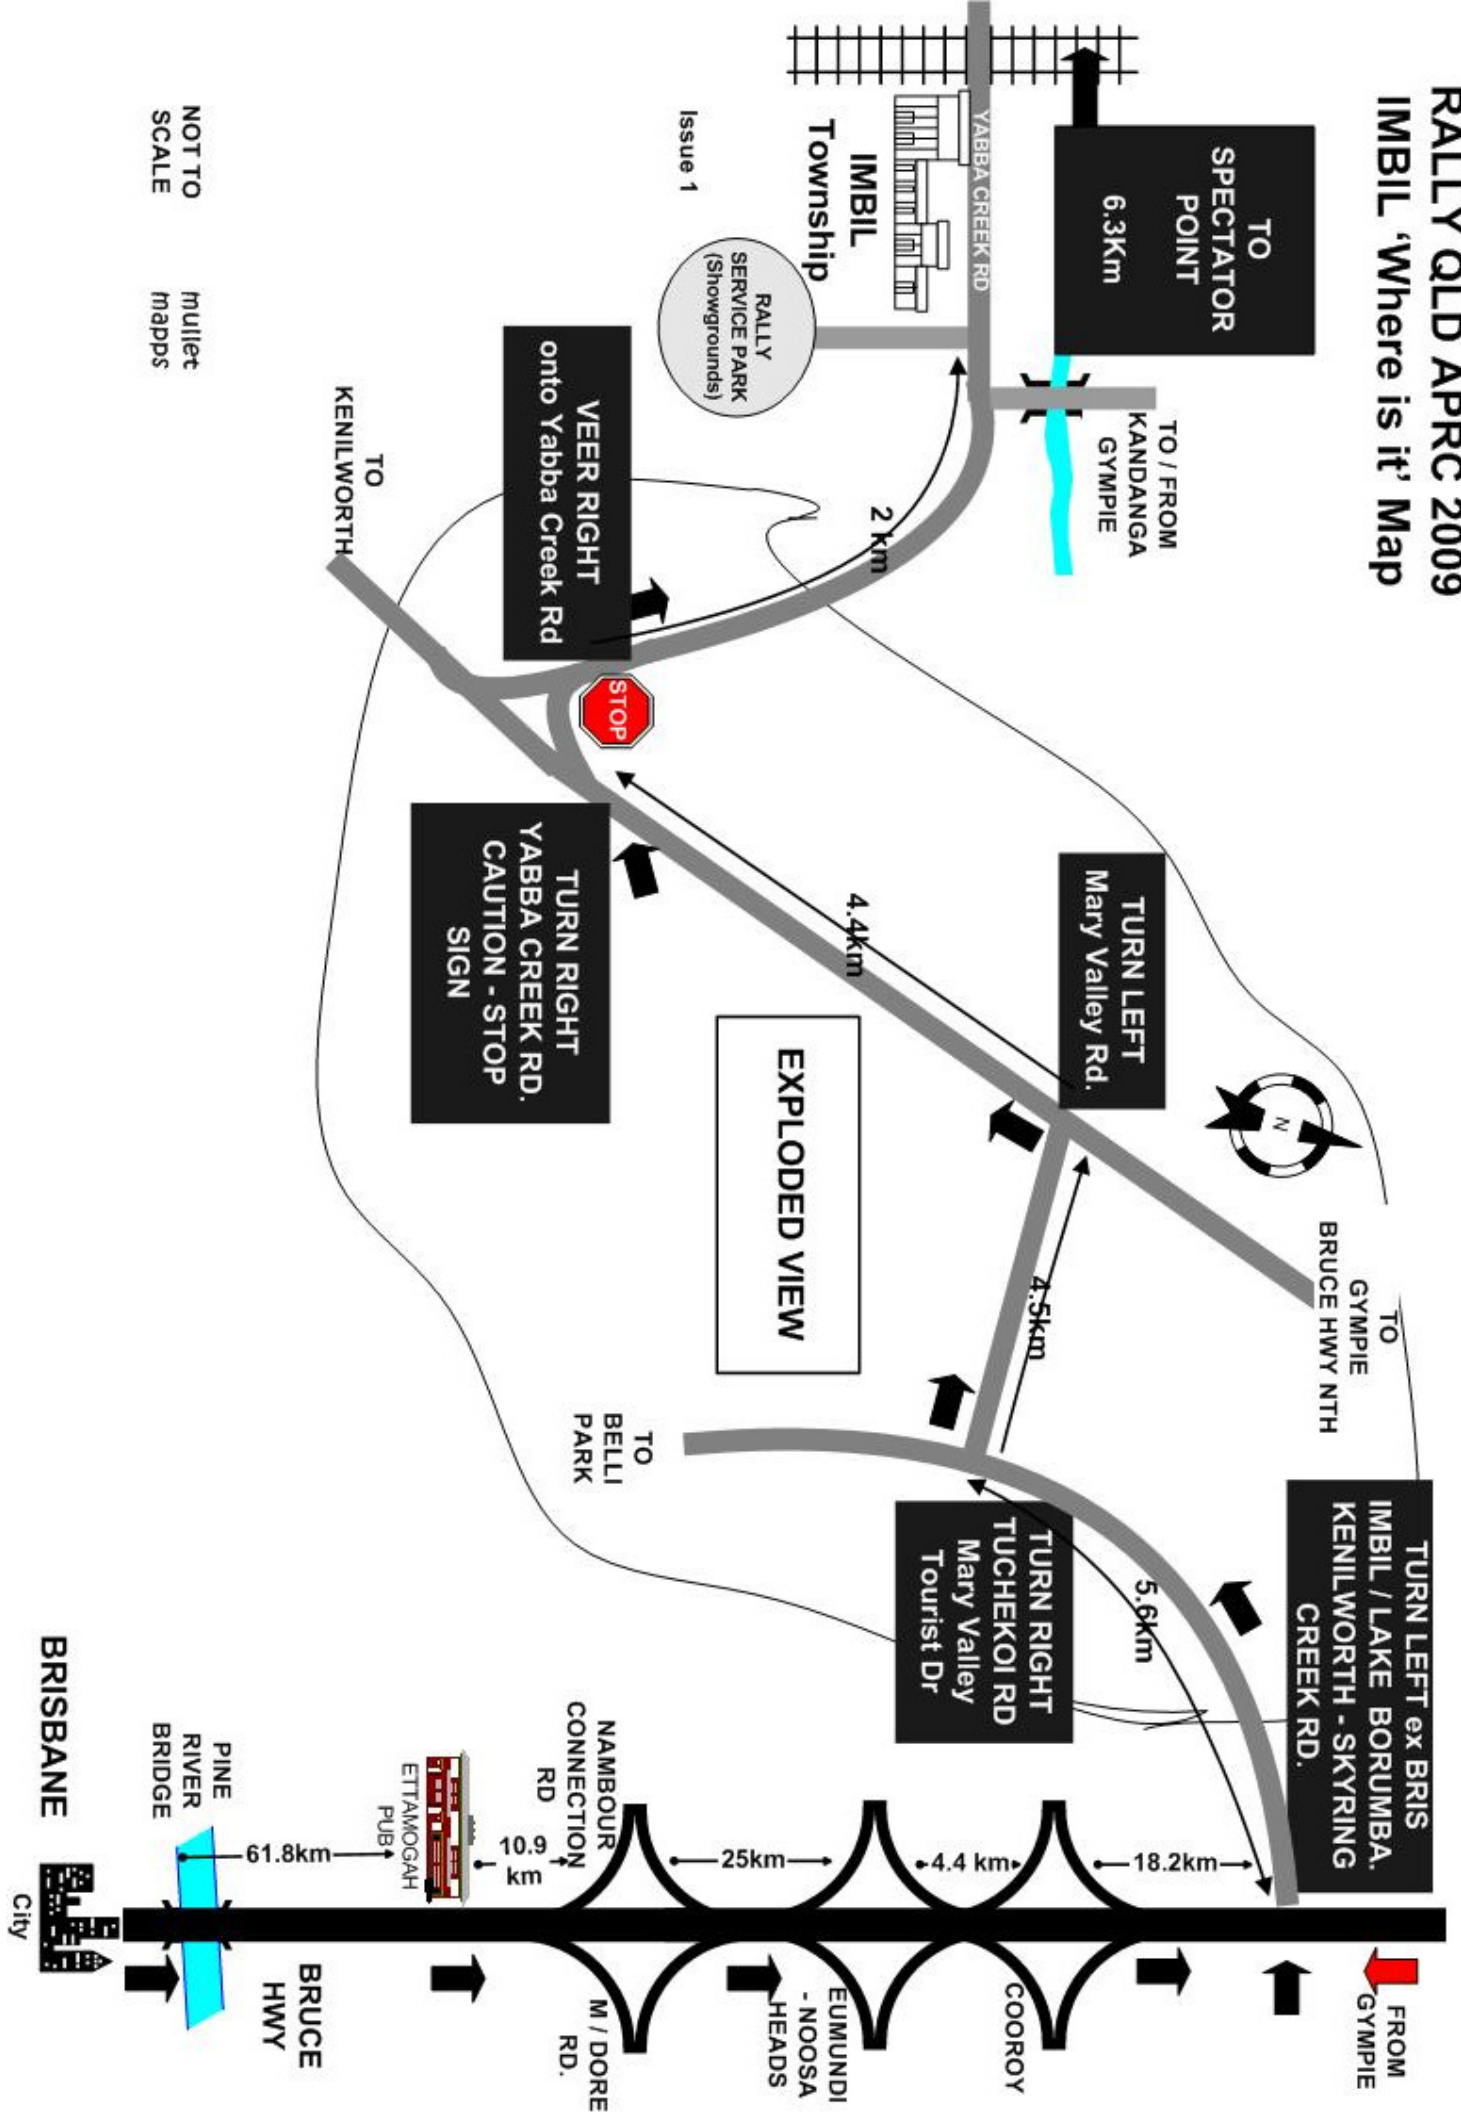 RALLY QLD APRC 2009
IMBIL ‘Where is it’ Map
TO
SPECTATOR
POINT
6.3Km
YABBA CREEK RD
IMBIL
Township
Issue 1
RALLY
SERVICE PARK
(Showgrounds)
NOT TO
SCALE
mullet
mapps
TO / FROM
KANDANGA
GYMPIE
2 km
VEER RIGHT
onto Yabba Creek Rd
TO
KENILWORTH
STOP
TURN RIGHT
YABBA CREEK RD.
CAUTION - STOP
SIGN
4.4km
TURN LEFT
Mary Valley Rd.
N
EXPLODED VIEW
4.5km
TO
GYMPIE
BRUCE HWY NTH
TO
BELLI
PARK
TURN RIGHT
TUCHEKOI RD
Mary Valley
Tourist Dr
5.6km
TURN LEFT ex BRIS
IMBIL / LAKE BORUMBA.
KENILWORTH - SKYRING
CREEK RD.
18.2km
4.4 km
25km
NAMBOUR
CONNECTION
RD
10.9
km
ETTAMOGAH
PUB
61.8km
PINE
RIVER
BRIDGE
BRISBANE
City
BRUCE
HWY
M / DORE
RD.
EUMUNDI
- NOOSA
HEADS
COOROY
FROM
GYMPIE